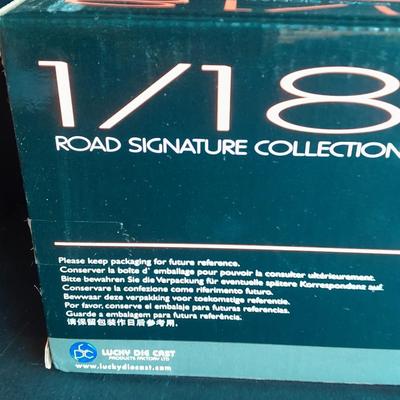 1/18
ROAD SIGNATURE COLLECTION
Please keep packaging for future reference.
Conserver la boîte d' emballage pour pouvoir la consulter ultérieurement.
Bitte bewahren Sie die Verpackung für eventuelle spätere Korrespondenz auf.
Conservare la confezione come riferimento futuro.
Bewwaar deze verpakking voor toekomstige referentie.
Por favor, conserve el embalaje para futuras referencias.
Guarde a embalagem para futura referência.
请保留包装作日后参考用.
LUCKY DIE CAST
PRODUCTS FACTORY LTD
www.luckydiecast.com